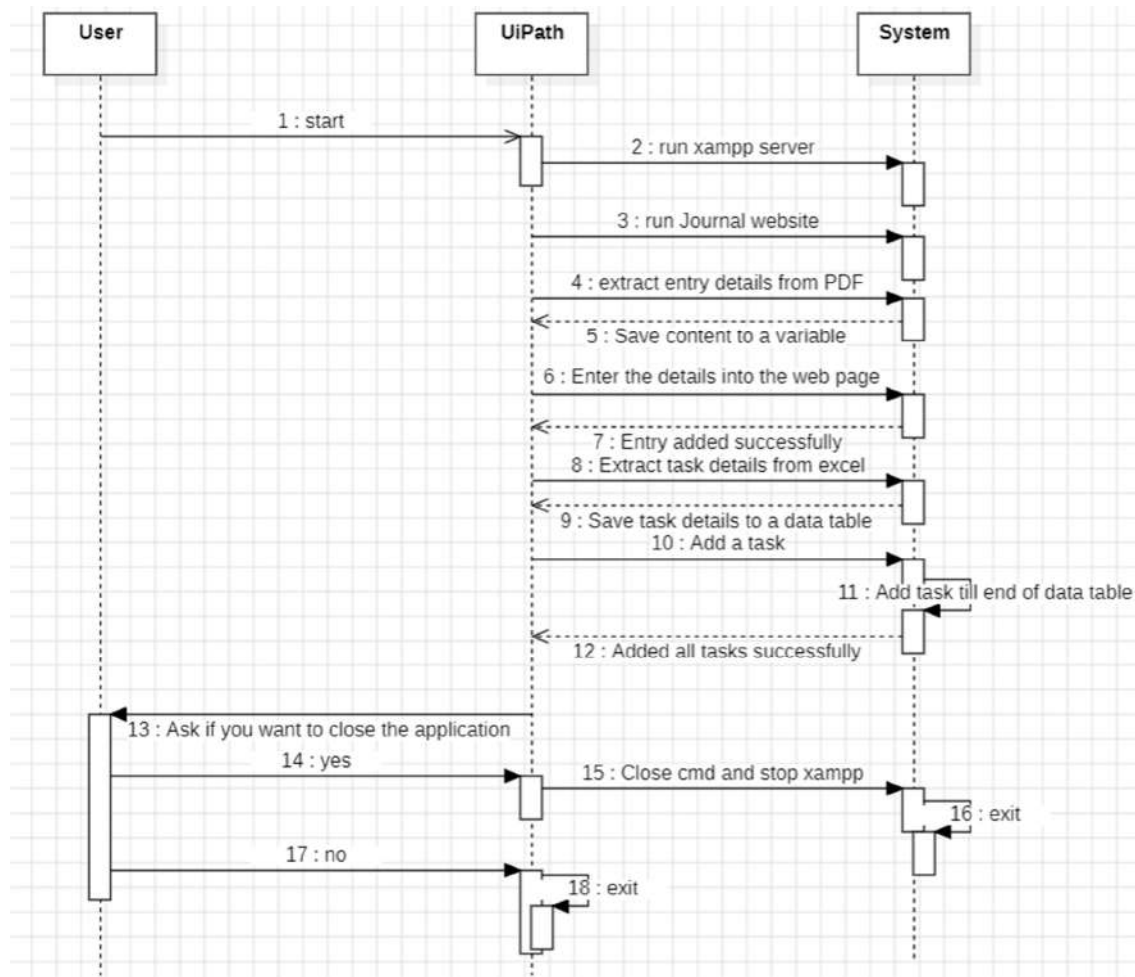 User
UiPath
System
1 : start
2 : run xampp server
3 : run Journal website
4 : extract entry details from PDF
5 : Save content to a variable
6 : Enter the details into the web page
7 : Entry added successfully
8 : Extract task details from excel
9 : Save task details to a data table
10 : Add a task
11 : Add task till end of data table
12 : Added all tasks successfully
13 : Ask if you want to close the application
14 : yes
15 : Close cmd and stop xampp
16 : exit
17 : no
18 : exit